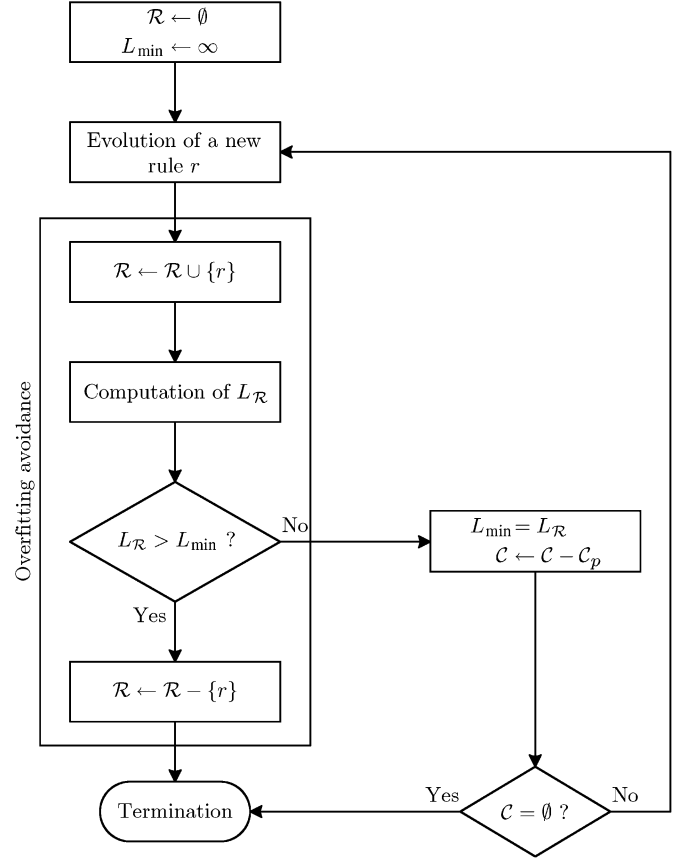 ℛ ← ∅
L_min ← ∞
Evolution of a new
rule r
ℛ ← ℛ ∪ {r}
Computation of L_ℛ
Overfitting avoidance
L_ℛ > L_min ?
No
Yes
L_min = L_ℛ
𝒞 ← 𝒞 − 𝒞_p
ℛ ← ℛ − {r}
Termination
Yes
𝒞 = ∅ ?
No